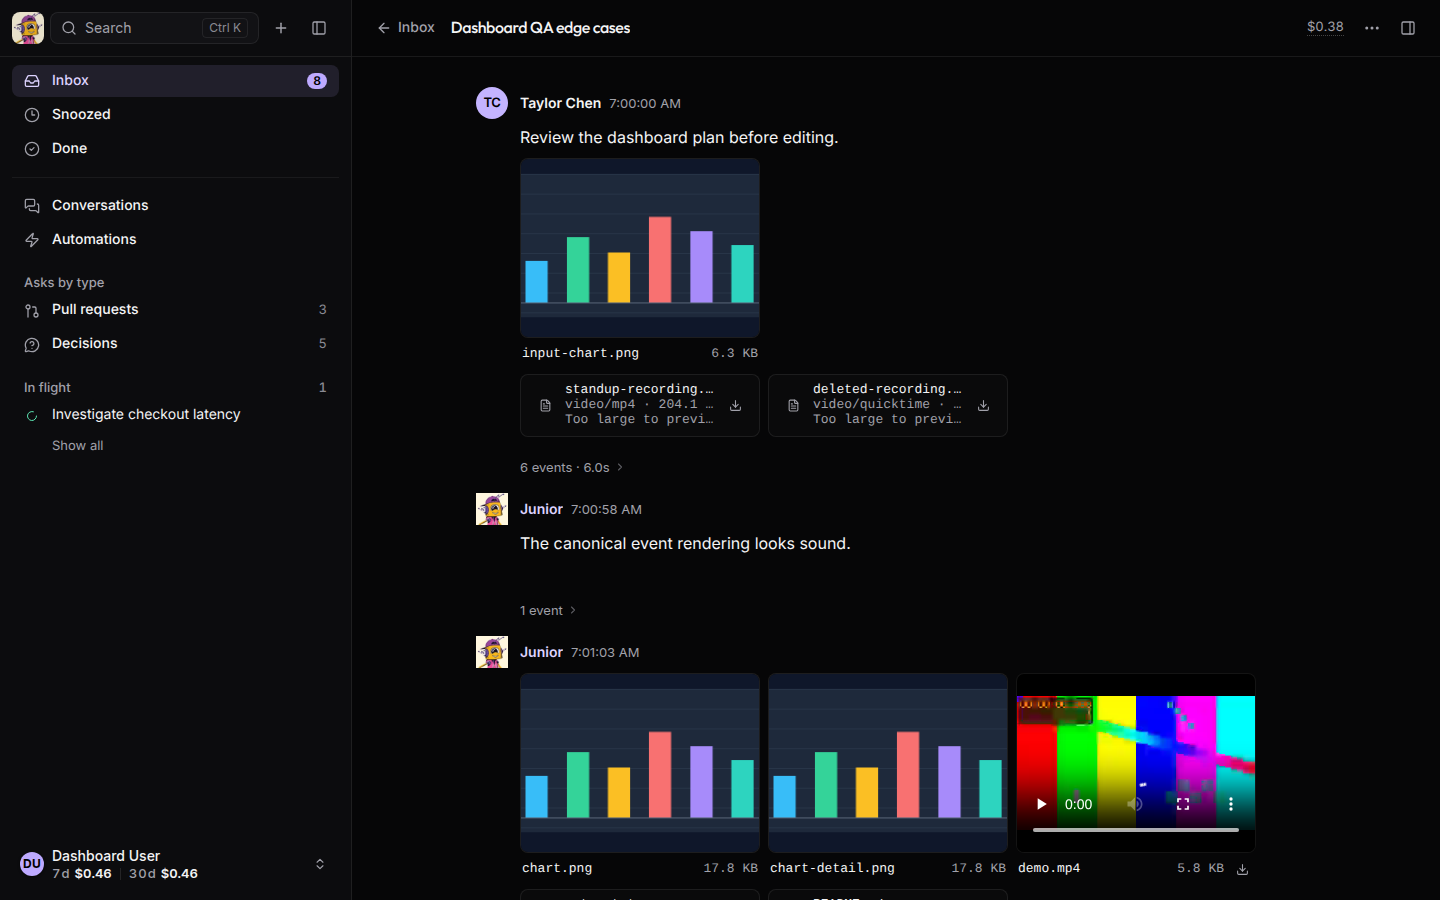 Search
Ctrl K
Inbox
8
Snoozed
Done
Conversations
Automations
Asks by type
Pull requests
3
Decisions
5
In flight
1
Investigate checkout latency
Show all
DU
Dashboard User
7d $0.46
30d $0.46
Inbox
Dashboard QA edge cases
$0.38
TC
Taylor Chen
7:00:00 AM
Review the dashboard plan before editing.
input-chart.png
6.3 KB
standup-recording.…
video/mp4 · 204.1 …
Too large to previ…
deleted-recording.…
video/quicktime · …
Too large to previ…
6 events · 6.0s
Junior
7:00:58 AM
The canonical event rendering looks sound.
1 event
Junior
7:01:03 AM
0:00
chart.png
17.8 KB
chart-detail.png
17.8 KB
demo.mp4
5.8 KB